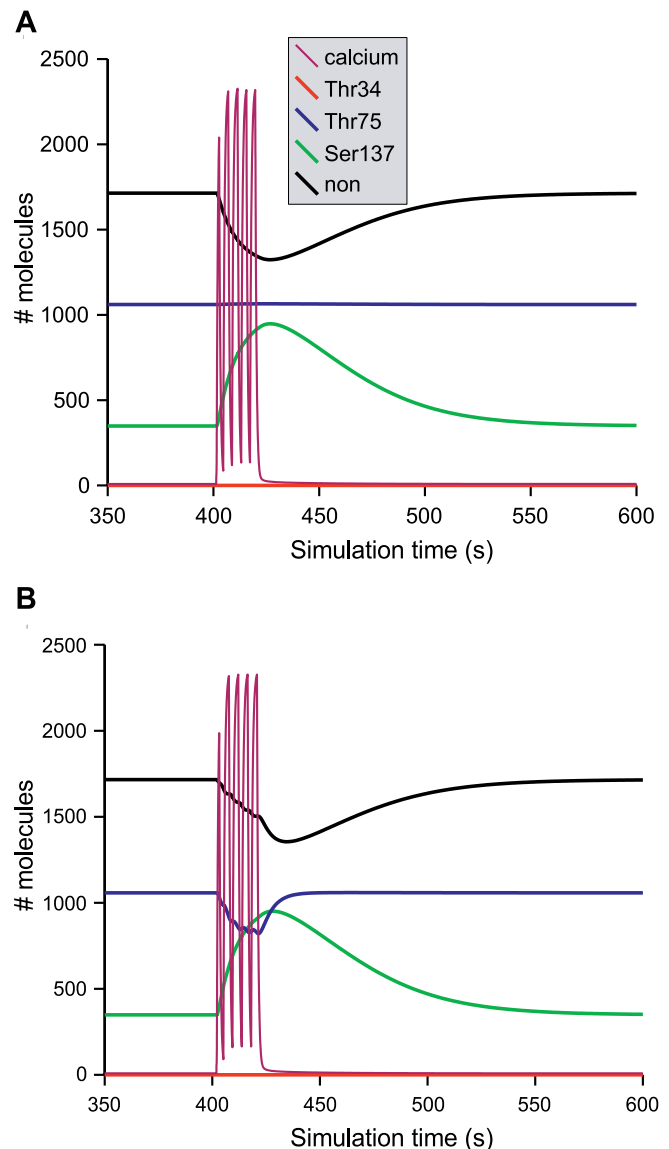 A
calcium
Thr34
Thr75
Ser137
non
2500
2000
1500
1000
500
0
# molecules
350 400 450 500 550 600
Simulation time (s)
B
2500
2000
1500
1000
500
0
# molecules
350 400 450 500 550 600
Simulation time (s)